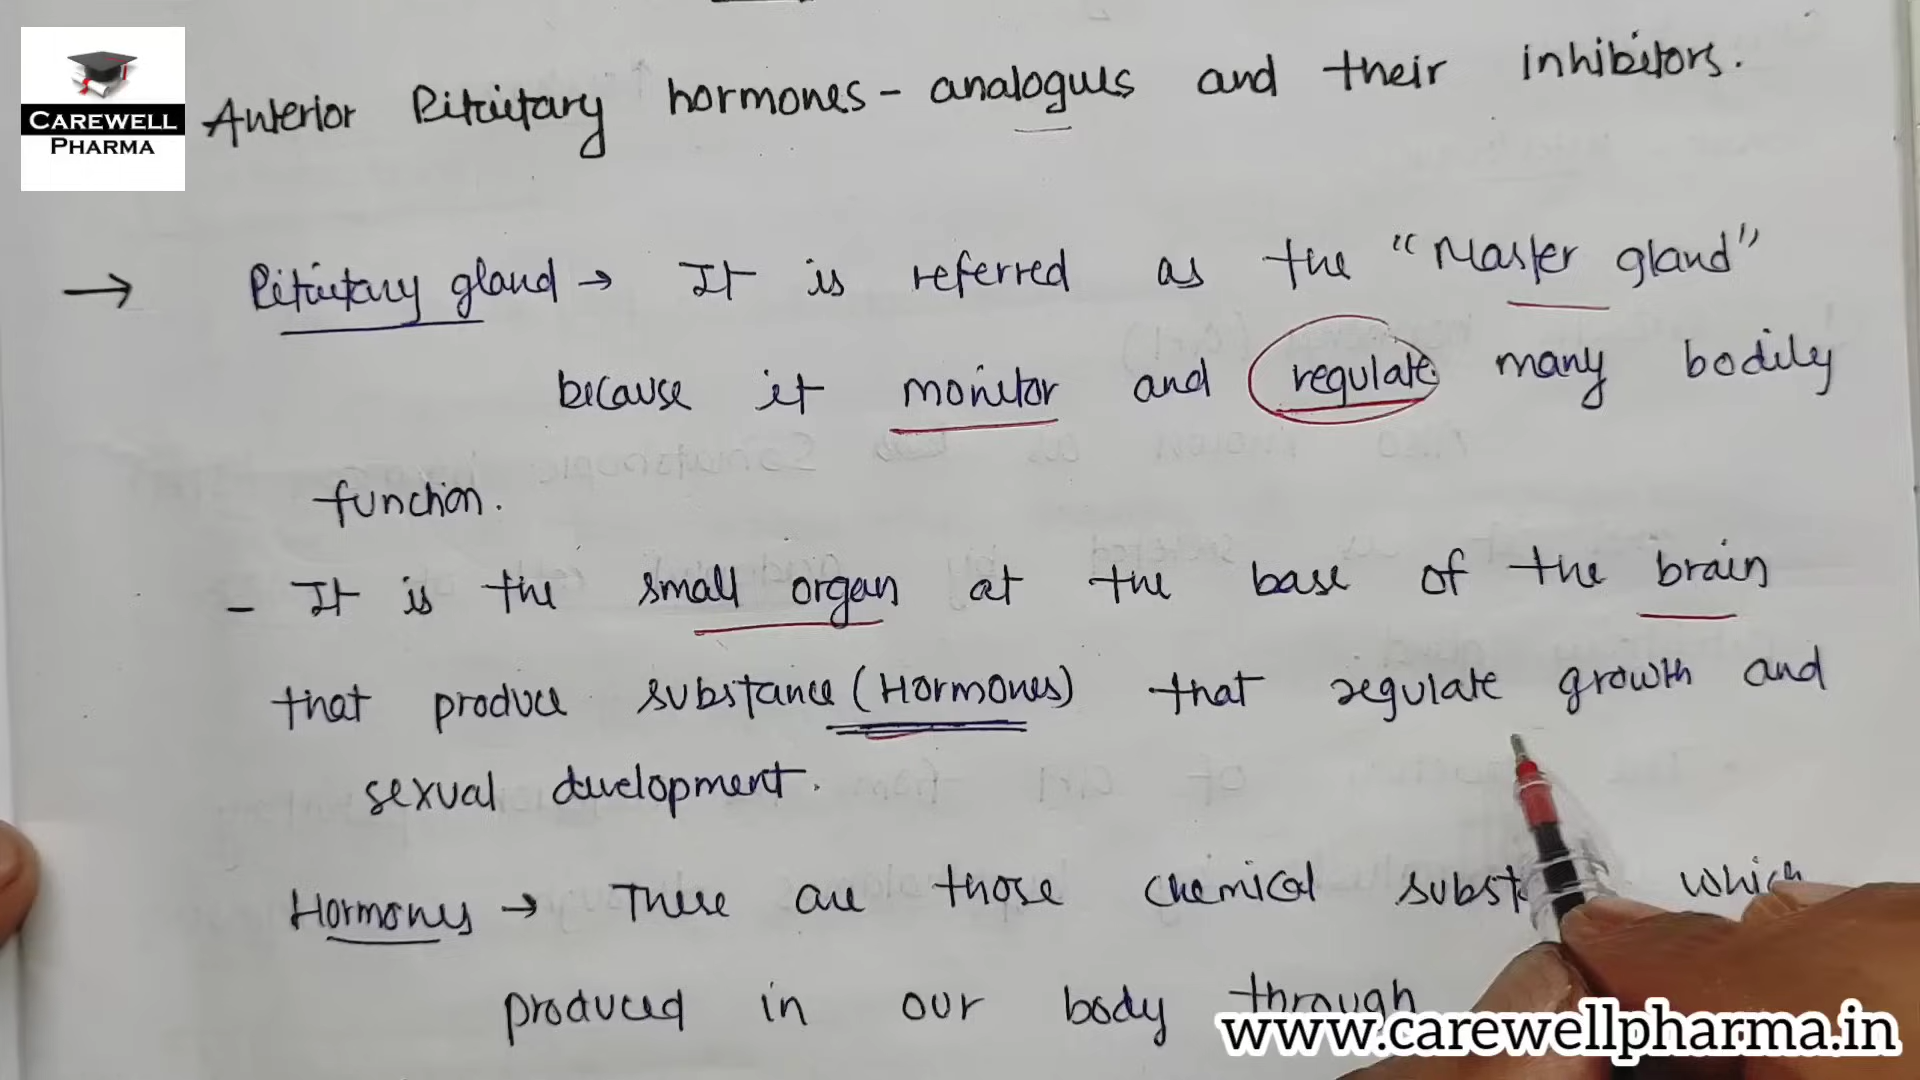 CAREWELL
PHARMA
Anterior Pituitary hormones - analogues and their inhibitors.
→ Pituitary gland → It is referred as the "Master gland"
because it monitor and regulate many bodily
function.
- It is the small organ at the base of the brain
that produce substance (Hormones) that regulate growth and
sexual development.
Hormones → These are those chemical subst which
produced in our body through
www.carewellpharma.in